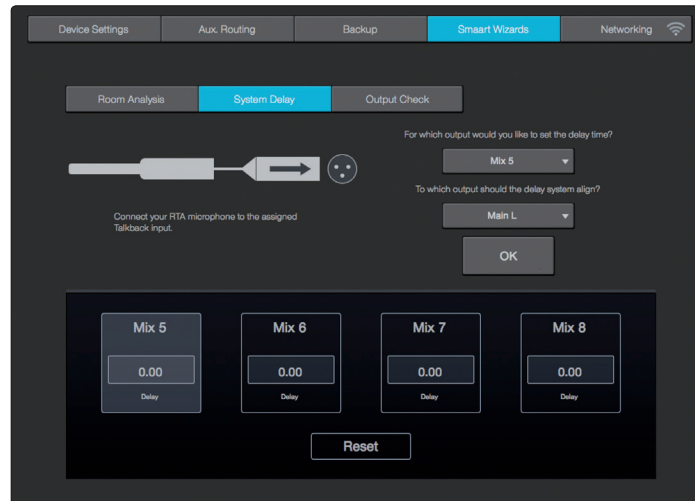 Device Settings
Aux. Routing
Backup
Smaart Wizards
Networking
Room Analysis
System Delay
Output Check
For which output would you like to set the delay time?
Mix 5
To which output should the delay system align?
Main L
OK
Connect your RTA microphone to the assigned
Talkback input.
Mix 5
0.00
Delay
Mix 6
0.00
Delay
Mix 7
0.00
Delay
Mix 8
0.00
Delay
Reset